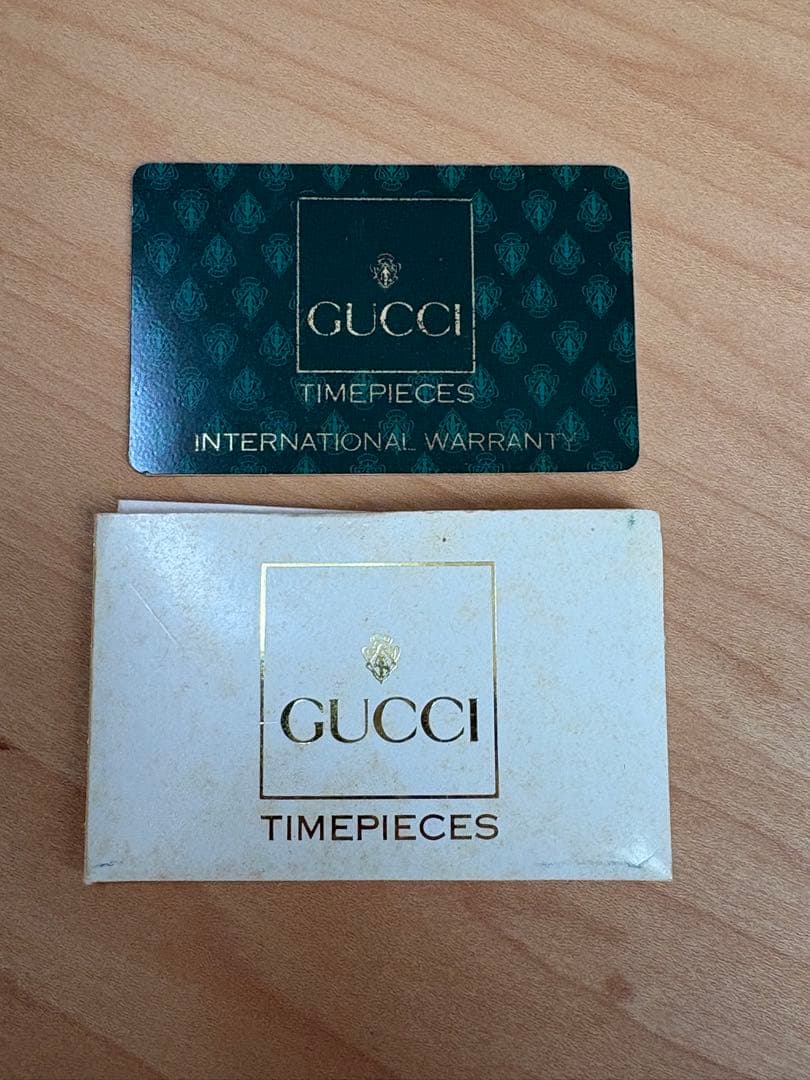 GUCCI
TIMEPIECES
INTERNATIONAL WARRANTY
GUCCI
TIMEPIECES